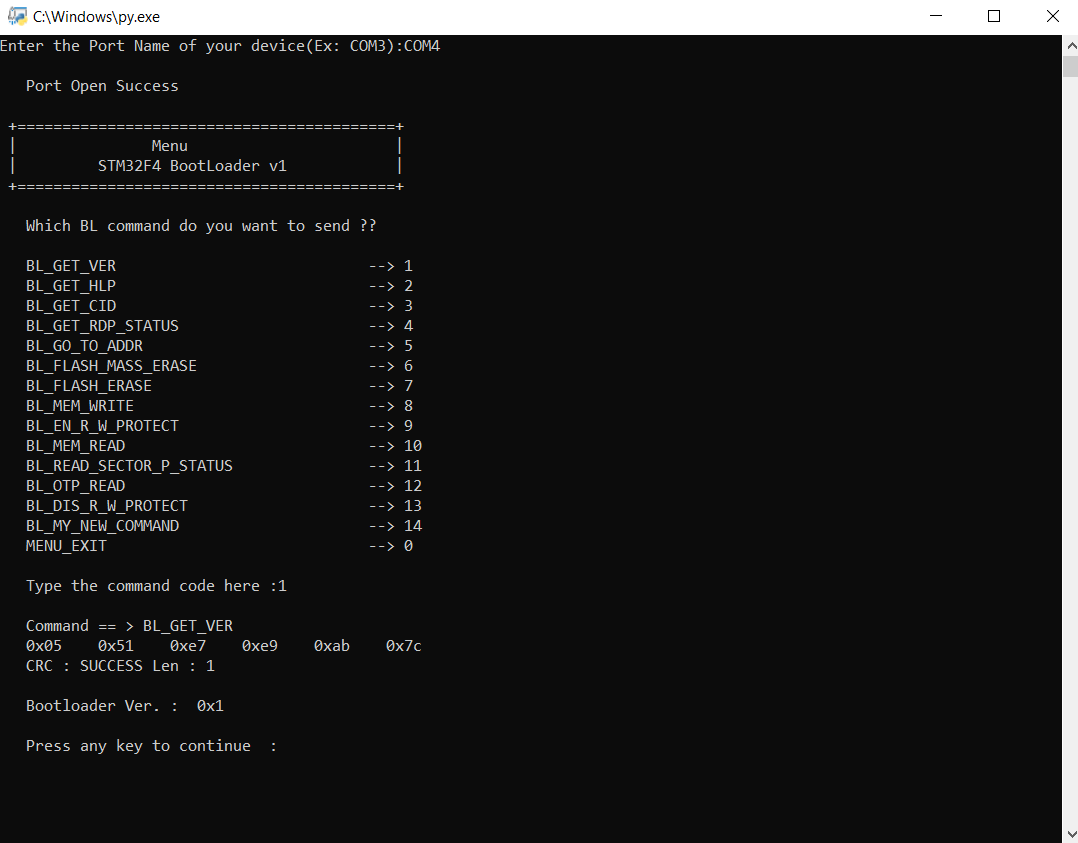 C:\Windows\py.exe
Enter the Port Name of your device(Ex: COM3):COM4
Port Open Success
+==========================================+
| Menu |
| STM32F4 BootLoader v1 |
+==========================================+
Which BL command do you want to send ??
BL_GET_VER --> 1
BL_GET_HLP --> 2
BL_GET_CID --> 3
BL_GET_RDP_STATUS --> 4
BL_GO_TO_ADDR --> 5
BL_FLASH_MASS_ERASE --> 6
BL_FLASH_ERASE --> 7
BL_MEM_WRITE --> 8
BL_EN_R_W_PROTECT --> 9
BL_MEM_READ --> 10
BL_READ_SECTOR_P_STATUS --> 11
BL_OTP_READ --> 12
BL_DIS_R_W_PROTECT --> 13
BL_MY_NEW_COMMAND --> 14
MENU_EXIT --> 0
Type the command code here :1
Command == > BL_GET_VER
0x05 0x51 0xe7 0xe9 0xab 0x7c
CRC : SUCCESS Len : 1
Bootloader Ver. : 0x1
Press any key to continue :